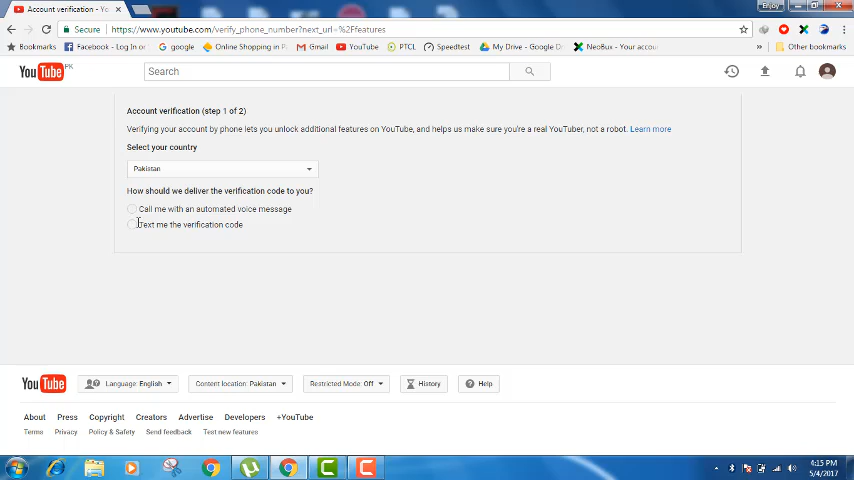 Account verification - Yo
Enjoy
Secure
https://www.youtube.com/verify_phone_number?next_url=%2Ffeatures
Bookmarks Facebook - Log In or google Online Shopping in P Gmail YouTube PTCL Speedtest My Drive - Google D NeoBux - Your accou » Other bookmarks
YouTube PK
Search
Account verification (step 1 of 2)
Verifying your account by phone lets you unlock additional features on YouTube, and helps us make sure you're a real YouTuber, not a robot. Learn more
Select your country
Pakistan
How should we deliver the verification code to you?
Call me with an automated voice message
Text me the verification code
YouTube Language: English Content location: Pakistan Restricted Mode: Off History Help
About Press Copyright Creators Advertise Developers +YouTube
Terms Privacy Policy & Safety Send feedback Test new features
4:15 PM
5/4/2017